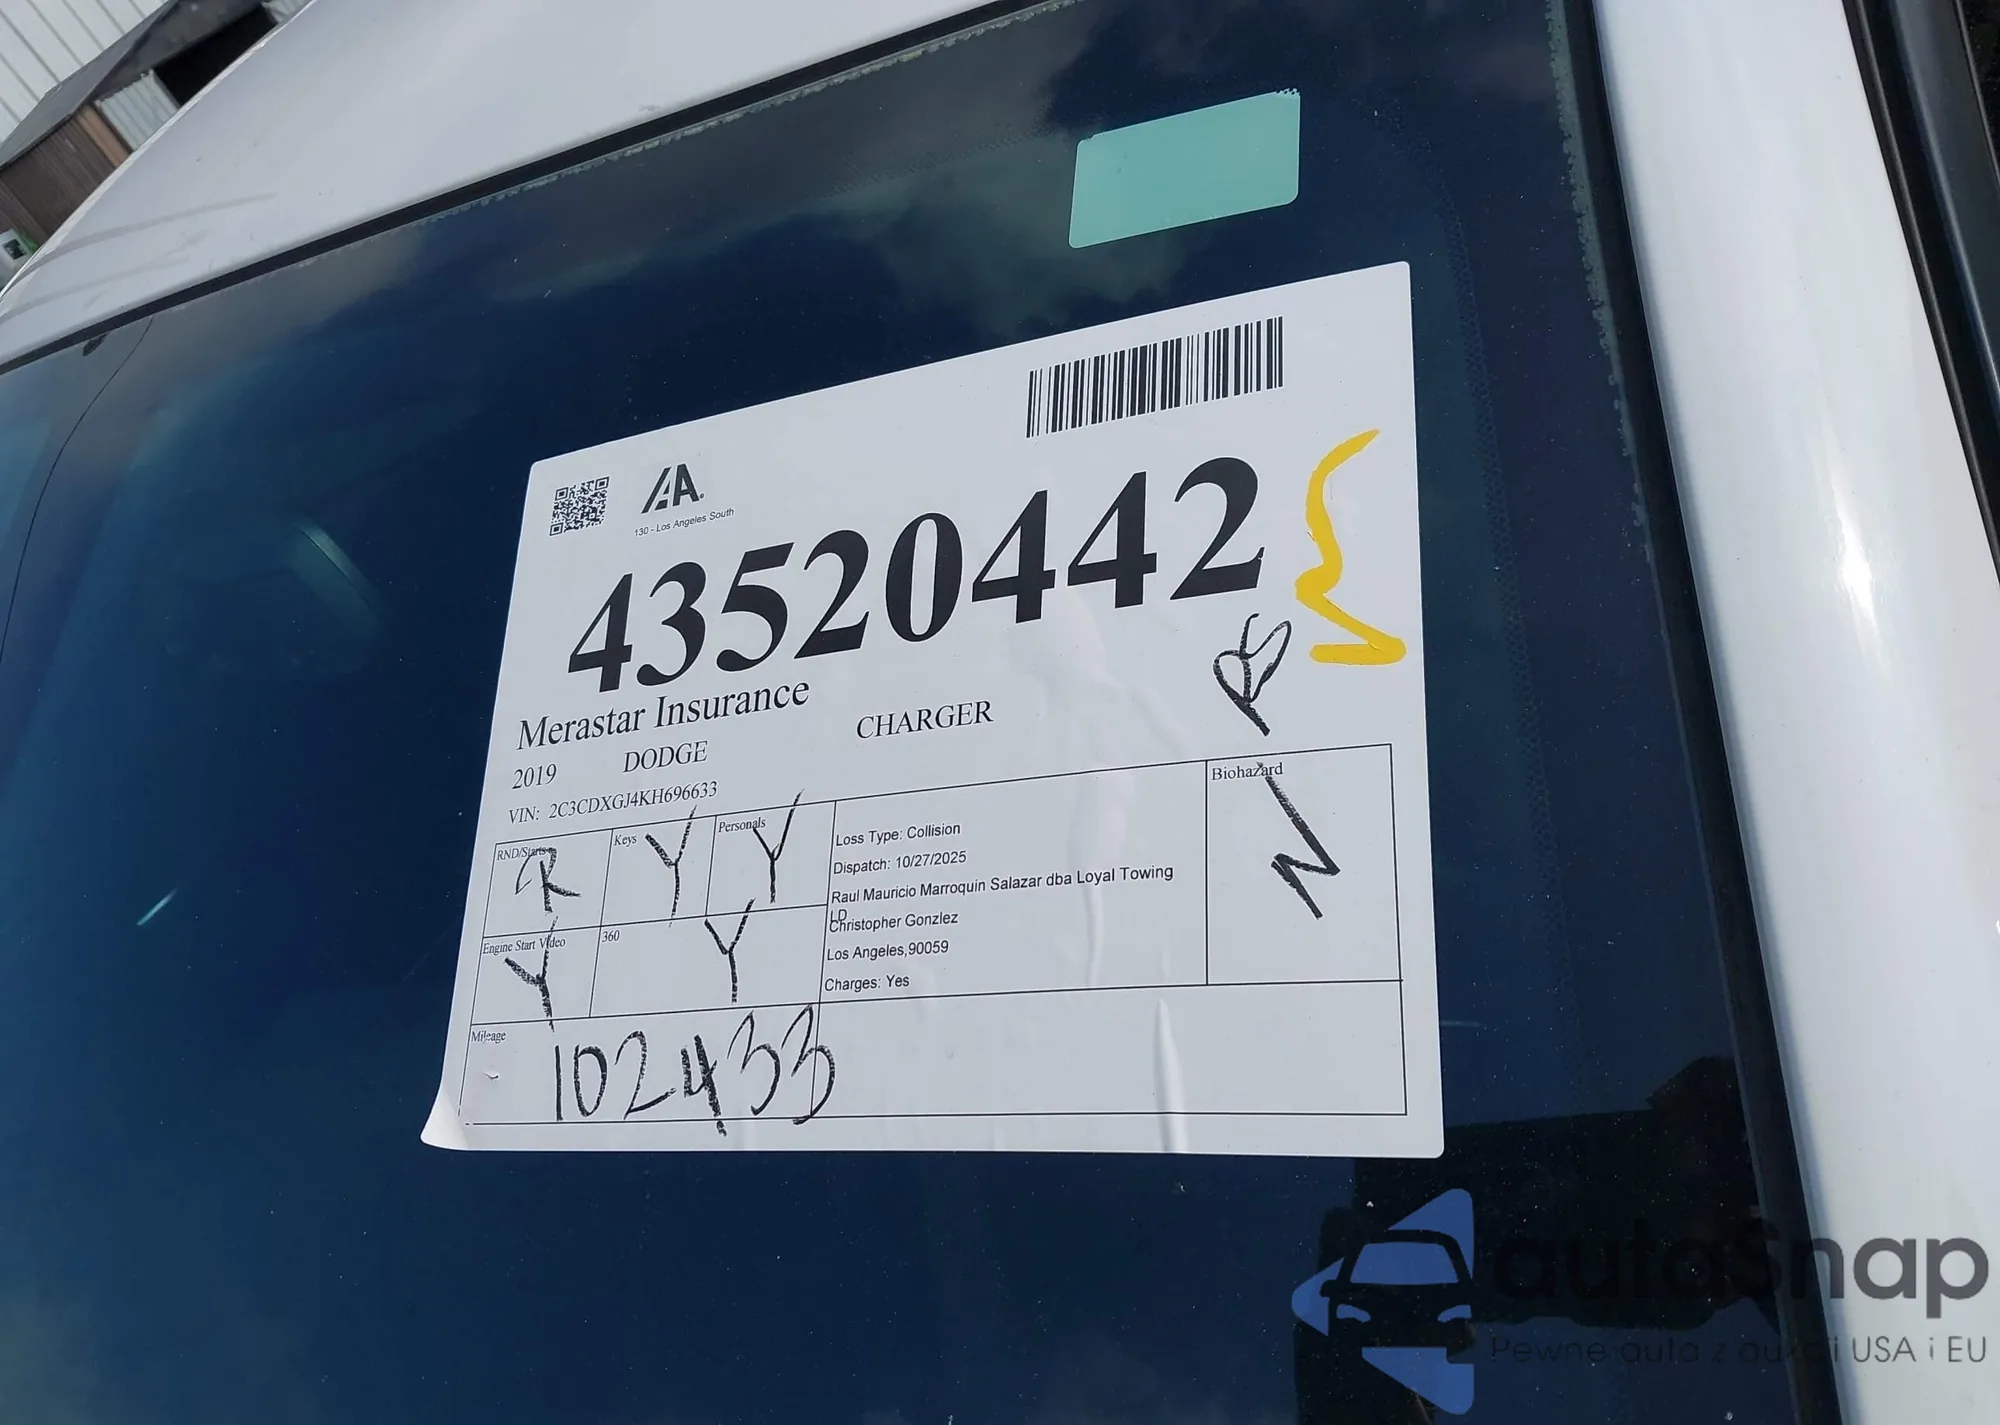 IAA.
130 - Los Angeles South
43520442
Merastar Insurance
2019 DODGE CHARGER
VIN: 2C3CDXGJ4KH696633
RS
RND/Starts R
Keys Y
Personals Y
Engine Start Video Y
360 Y
Loss Type: Collision
Dispatch: 10/27/2025
Raul Mauricio Marroquin Salazar dba Loyal Towing
LD
Christopher Gonzlez
Los Angeles,90059
Charges: Yes
Biohazard N
Mileage
102433
autoSnap
Pewne auta z aukcji USA i EU